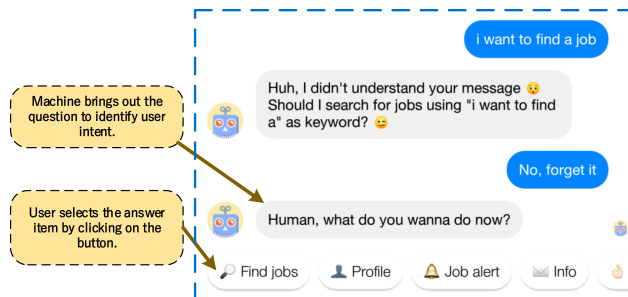 i want to find a job
Huh, I didn't understand your message 😯
Should I search for jobs using "i want to find
a" as keyword? 😉
Machine brings out the
question to identify user
intent.
No, forget it
Human, what do you wanna do now?
User selects the answer
item by clicking on the
button.
🔎 Find jobs
👤 Profile
🔔 Job alert
✉️ Info
👌🏻